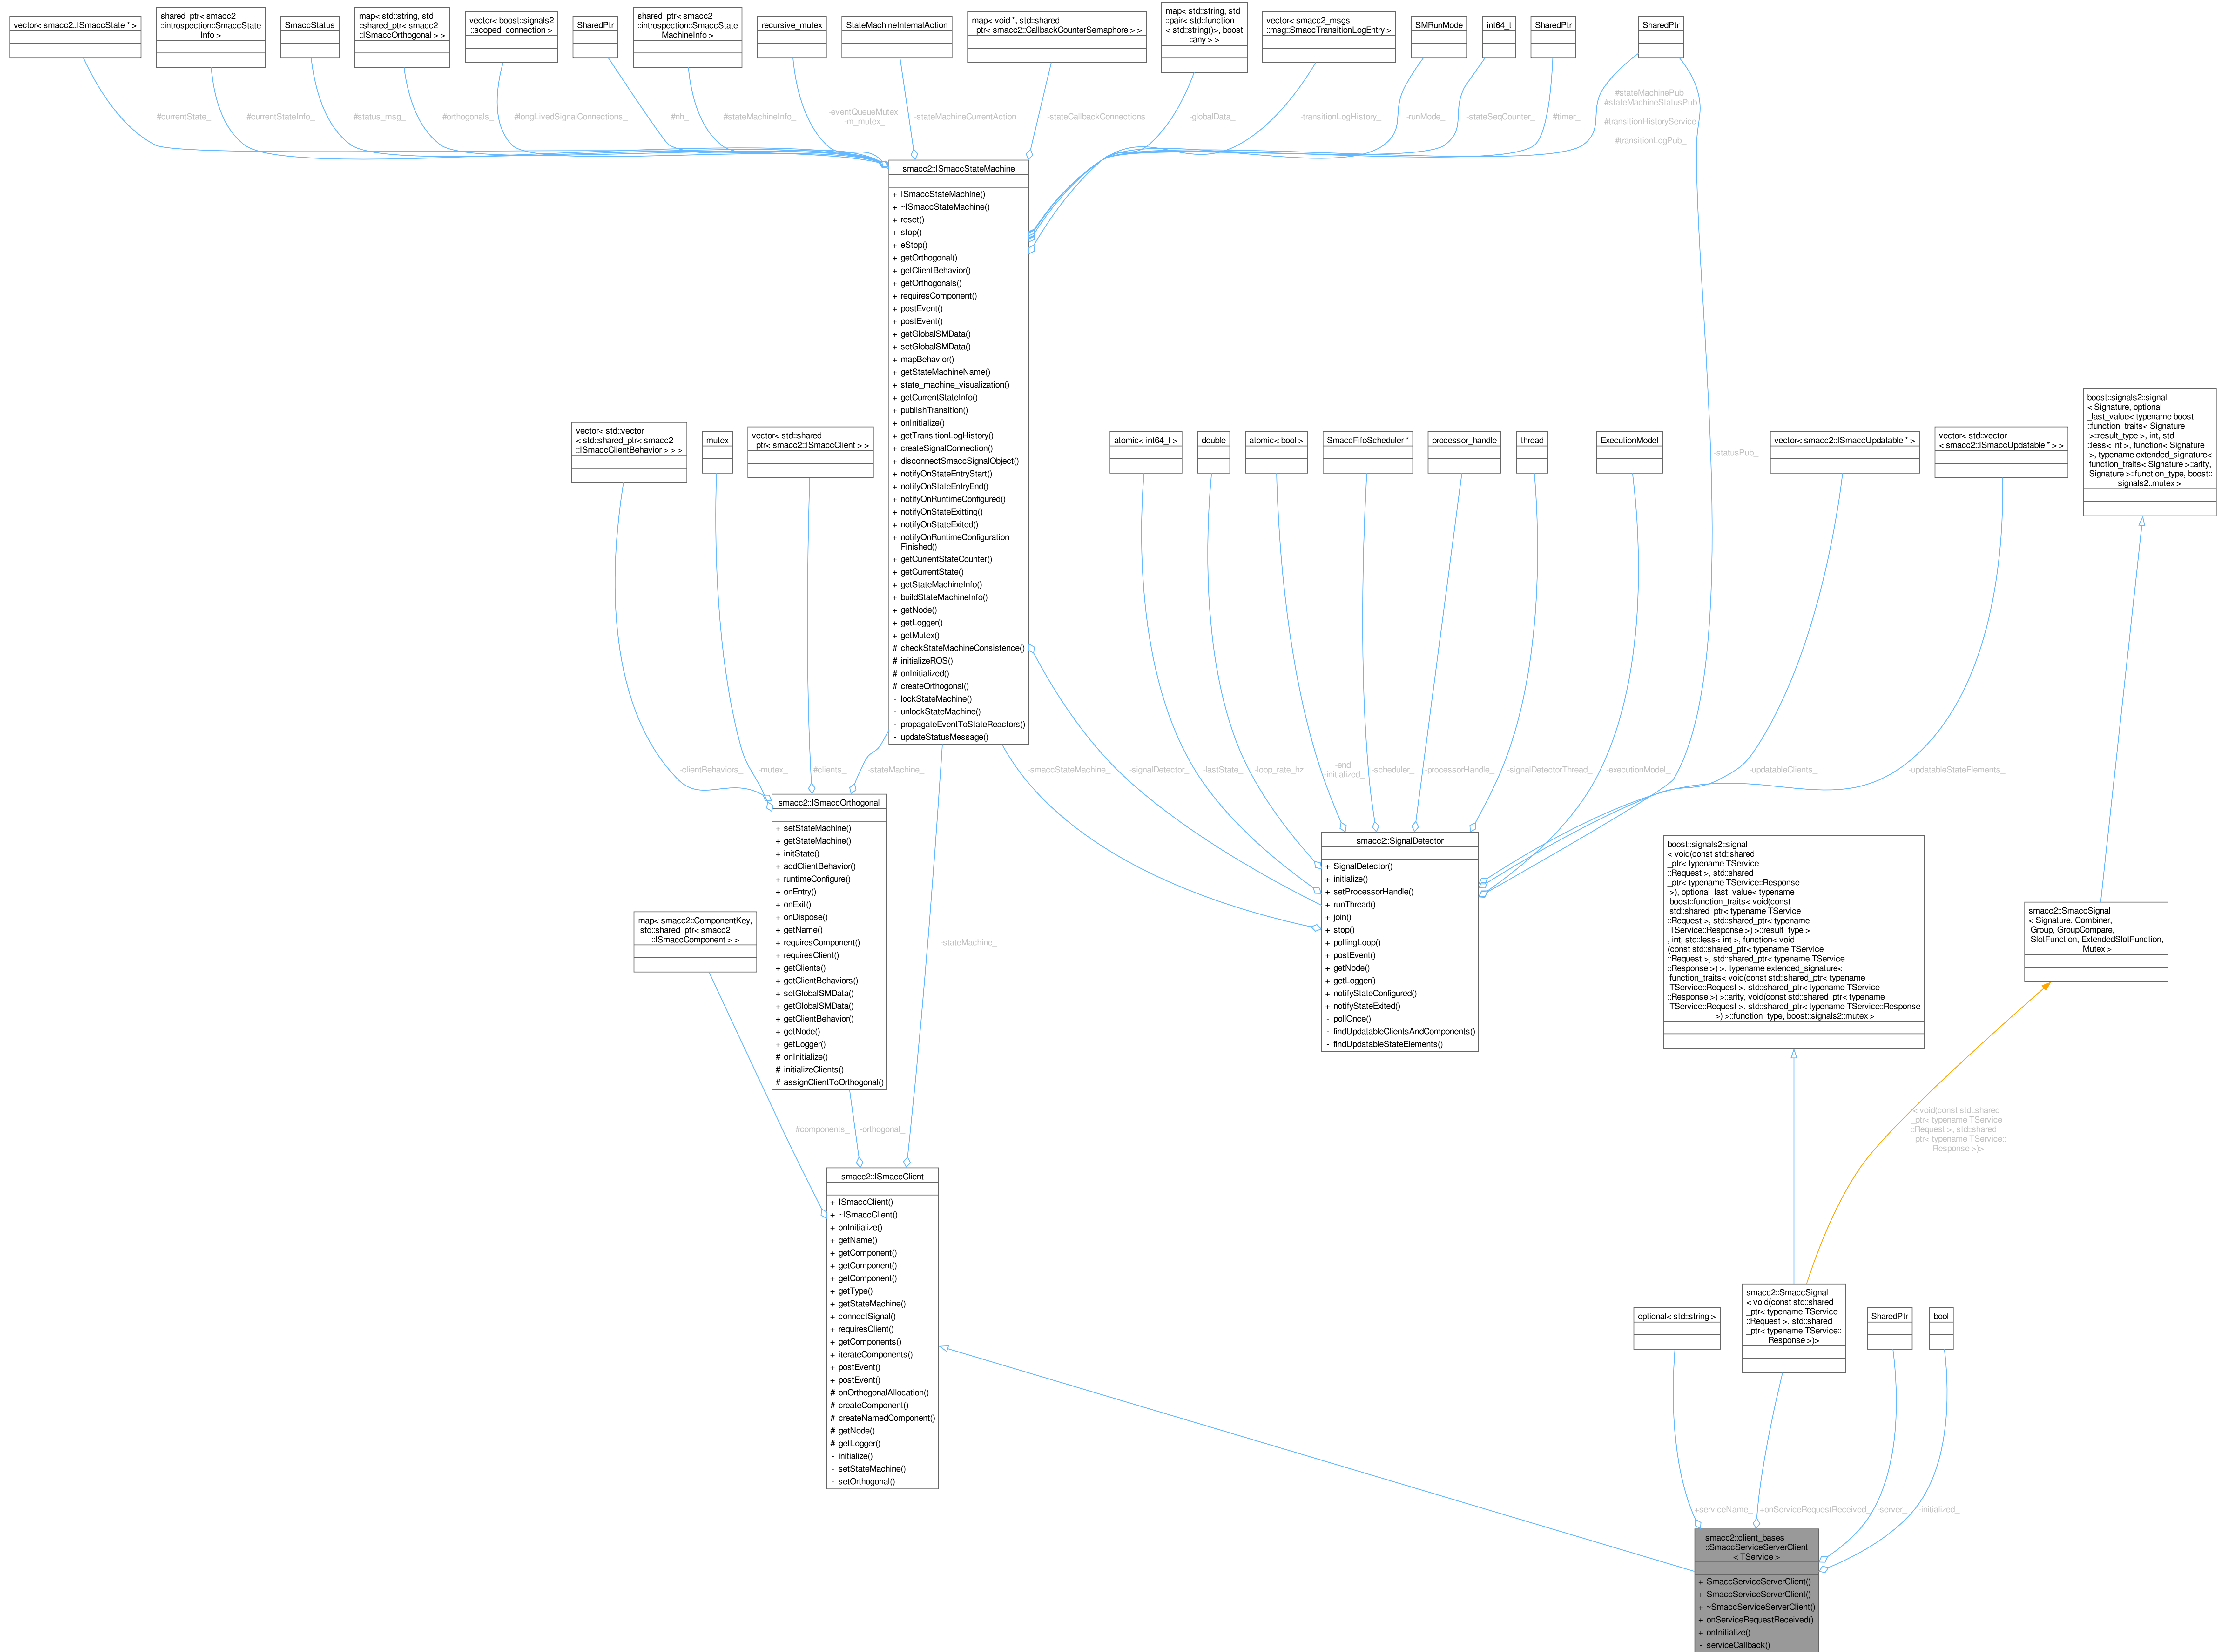 vector< smacc2::ISmaccState * >
shared_ptr< smacc2
::introspection::SmaccState
Info >
SmaccStatus
map< std::string, std
::shared_ptr< smacc2
::ISmaccOrthogonal > >
vector< boost::signals2
::scoped_connection >
SharedPtr
shared_ptr< smacc2
::introspection::SmaccState
MachineInfo >
recursive_mutex
StateMachineInternalAction
map< void *, std::shared
_ptr< smacc2::CallbackCounterSemaphore > >
map< std::string, std
::pair< std::function
< std::string()>, boost
::any > >
vector< smacc2_msgs
::msg::SmaccTransitionLogEntry >
SMRunMode
int64_t
SharedPtr
SharedPtr
#currentState_
#currentStateInfo_
#status_msg_
#orthogonals_
#longLivedSignalConnections_
#nh_
#stateMachineInfo_
-eventQueueMutex_
-m_mutex_
-stateMachineCurrentAction
-stateCallbackConnections
-globalData_
-transitionLogHistory_
-runMode_
-stateSeqCounter_
#timer_
#stateMachinePub_
#stateMachineStatusPub
_
#transitionHistoryService
_
#transitionLogPub_
smacc2::ISmaccStateMachine
+ ISmaccStateMachine()
+ ~ISmaccStateMachine()
+ reset()
+ stop()
+ eStop()
+ getOrthogonal()
+ getClientBehavior()
+ getOrthogonals()
+ requiresComponent()
+ postEvent()
+ postEvent()
+ getGlobalSMData()
+ setGlobalSMData()
+ mapBehavior()
+ getStateMachineName()
+ state_machine_visualization()
+ getCurrentStateInfo()
+ publishTransition()
+ onInitialize()
+ getTransitionLogHistory()
+ createSignalConnection()
+ disconnectSmaccSignalObject()
+ notifyOnStateEntryStart()
+ notifyOnStateEntryEnd()
+ notifyOnRuntimeConfigured()
+ notifyOnStateExitting()
+ notifyOnStateExited()
+ notifyOnRuntimeConfiguration
Finished()
+ getCurrentStateCounter()
+ getCurrentState()
+ getStateMachineInfo()
+ buildStateMachineInfo()
+ getNode()
+ getLogger()
+ getMutex()
# checkStateMachineConsistence()
# initializeROS()
# onInitialized()
# createOrthogonal()
- lockStateMachine()
- unlockStateMachine()
- propagateEventToStateReactors()
- updateStatusMessage()
vector< std::vector
< std::shared_ptr< smacc2
::ISmaccClientBehavior > > >
mutex
vector< std::shared
_ptr< smacc2::ISmaccClient > >
atomic< int64_t >
double
atomic< bool >
SmaccFifoScheduler *
processor_handle
thread
ExecutionModel
-statusPub_
vector< smacc2::ISmaccUpdatable * >
vector< std::vector
< smacc2::ISmaccUpdatable * > >
boost::signals2::signal
< Signature, optional
_last_value< typename boost
::function_traits< Signature
>::result_type >, int, std
::less< int >, function< Signature
>, typename extended_signature<
function_traits< Signature >::arity,
Signature >::function_type, boost::
signals2::mutex >
-clientBehaviors_
-mutex_
#clients_
-stateMachine_
-smaccStateMachine_
-signalDetector_
-lastState_
-loop_rate_hz
-end_
-initialized_
-scheduler_
-processorHandle_
-signalDetectorThread_
-executionModel_
-updatableClients_
-updatableStateElements_
smacc2::ISmaccOrthogonal
+ setStateMachine()
+ getStateMachine()
+ initState()
+ addClientBehavior()
+ runtimeConfigure()
+ onEntry()
+ onExit()
+ onDispose()
+ getName()
+ requiresComponent()
+ requiresClient()
+ getClients()
+ getClientBehaviors()
+ setGlobalSMData()
+ getGlobalSMData()
+ getClientBehavior()
+ getNode()
+ getLogger()
# onInitialize()
# initializeClients()
# assignClientToOrthogonal()
smacc2::SignalDetector
+ SignalDetector()
+ initialize()
+ setProcessorHandle()
+ runThread()
+ join()
+ stop()
+ pollingLoop()
+ postEvent()
+ getNode()
+ getLogger()
+ notifyStateConfigured()
+ notifyStateExited()
- pollOnce()
- findUpdatableClientsAndComponents()
- findUpdatableStateElements()
boost::signals2::signal
< void(const std::shared
_ptr< typename TService
::Request >, std::shared
_ptr< typename TService::Response
>), optional_last_value< typename
boost::function_traits< void(const
std::shared_ptr< typename TService
::Request >, std::shared_ptr< typename
TService::Response >) >::result_type >
, int, std::less< int >, function< void
(const std::shared_ptr< typename TService
::Request >, std::shared_ptr< typename TService
::Response >) >, typename extended_signature<
function_traits< void(const std::shared_ptr< typename
TService::Request >, std::shared_ptr< typename TService
::Response >) >::arity, void(const std::shared_ptr< typename
TService::Request >, std::shared_ptr< typename TService::Response
>) >::function_type, boost::signals2::mutex >
smacc2::SmaccSignal
< Signature, Combiner,
Group, GroupCompare,
SlotFunction, ExtendedSlotFunction,
Mutex >
map< smacc2::ComponentKey,
std::shared_ptr< smacc2
::ISmaccComponent > >
#components_
-orthogonal_
-stateMachine_
< void(const std::shared
_ptr< typename TService
::Request >, std::shared
_ptr< typename TService::
Response >)>
smacc2::ISmaccClient
+ ISmaccClient()
+ ~ISmaccClient()
+ onInitialize()
+ getName()
+ getComponent()
+ getComponent()
+ getComponent()
+ getType()
+ getStateMachine()
+ connectSignal()
+ requiresClient()
+ getComponents()
+ iterateComponents()
+ postEvent()
+ postEvent()
# onOrthogonalAllocation()
# createComponent()
# createNamedComponent()
# getNode()
# getLogger()
- initialize()
- setStateMachine()
- setOrthogonal()
optional< std::string >
smacc2::SmaccSignal
< void(const std::shared
_ptr< typename TService
::Request >, std::shared
_ptr< typename TService::
Response >)>
SharedPtr
bool
+serviceName_
+onServiceRequestReceived_
-server_
-initialized_
smacc2::client_bases
::SmaccServiceServerClient
< TService >
+ SmaccServiceServerClient()
+ SmaccServiceServerClient()
+ ~SmaccServiceServerClient()
+ onServiceRequestReceived()
+ onInitialize()
- serviceCallback()